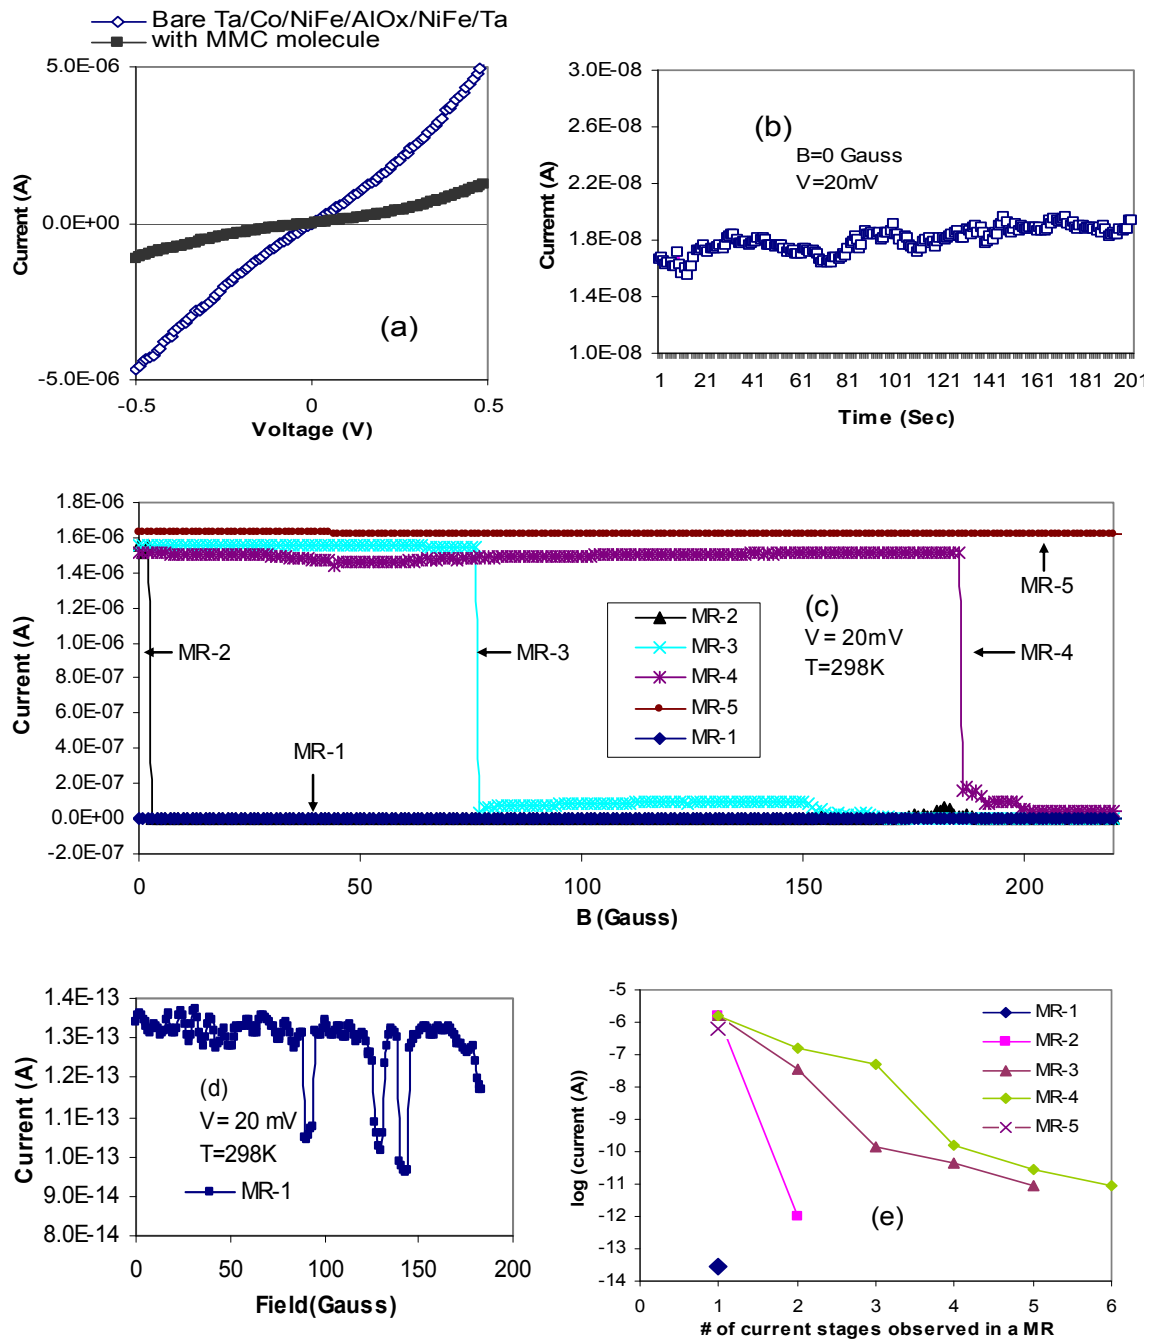 Bare Ta/Co/NiFe/AlOx/NiFe/Ta
with MMC molecule
5.0E-06
0.0E+00
-5.0E-06
-0.5
0
0.5
Current (A)
Voltage (V)
(a)
3.0E-08
2.6E-08
2.2E-08
1.8E-08
1.4E-08
1.0E-08
Curremt (A)
(b)
B=0 Gauss
V=20mV
1 21 41 61 81 101 121 141 161 181 201
Time (Sec)
1.8E-06
1.6E-06
1.4E-06
1.2E-06
1.0E-06
8.0E-07
6.0E-07
4.0E-07
2.0E-07
0.0E+00
-2.0E-07
Current (A)
MR-2
MR-1
MR-3
MR-2
MR-3
MR-4
MR-5
MR-1
(c)
V = 20mV
T=298K
MR-5
MR-4
0 50 100 150 200
B (Gauss)
1.4E-13
1.3E-13
1.2E-13
1.1E-13
1.0E-13
9.0E-14
8.0E-14
Current (A)
(d)
V= 20 mV
T=298K
MR-1
0 50 100 150 200
Field(Gauss)
-5
-6
-7
-8
-9
-10
-11
-12
-13
-14
log (current (A))
MR-1
MR-2
MR-3
MR-4
MR-5
(e)
0 1 2 3 4 5 6
# of current stages observed in a MR